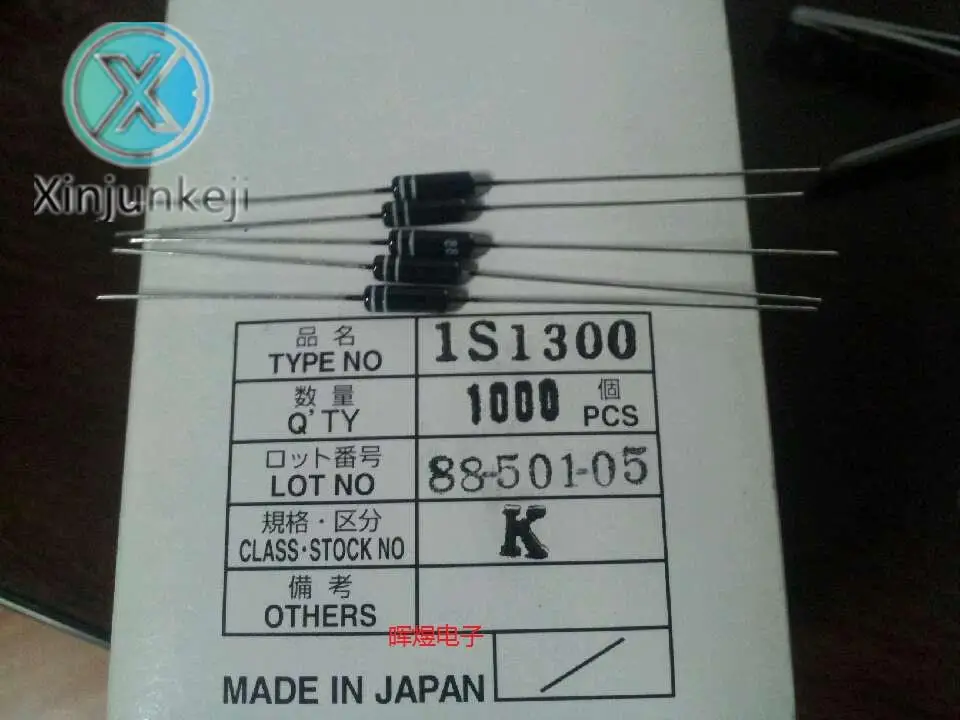 X
Xinjunkeji
88
品名
TYPE NO
1S1300
数量
Q'TY
1000 個
PCS
ロット番号
LOT NO
88-501-05
規格・区分
CLASS・STOCK NO
K
備考
OTHERS
晖煜电子
MADE IN JAPAN